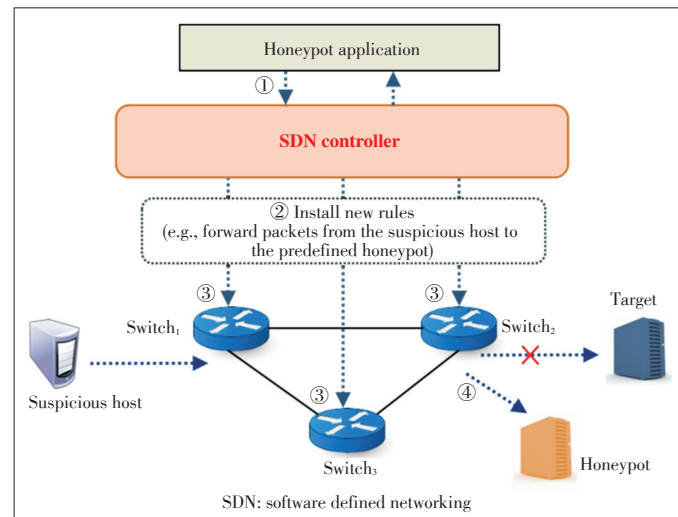 Honeypot application
①
SDN controller
② Install new rules
(e.g., forward packets from the suspicious host to
the predefined honeypot)
③
③
Target
Switch₁
Switch₂
Suspicious host
③
④
Switch₃
Honeypot
SDN: software defined networking